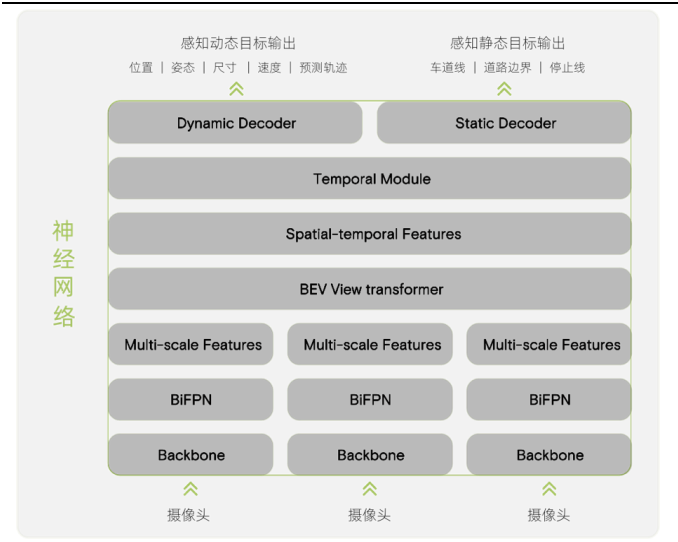 感知动态目标输出 感知静态目标输出
位置 | 姿态 | 尺寸 | 速度 | 预测轨迹 车道线 | 道路边界 | 停止线
Dynamic Decoder Static Decoder
Temporal Module
Spatial-temporal Features
神经网络
BEV View transformer
Multi-scale Features Multi-scale Features Multi-scale Features
BiFPN BiFPN BiFPN
Backbone Backbone Backbone
摄像头 摄像头 摄像头